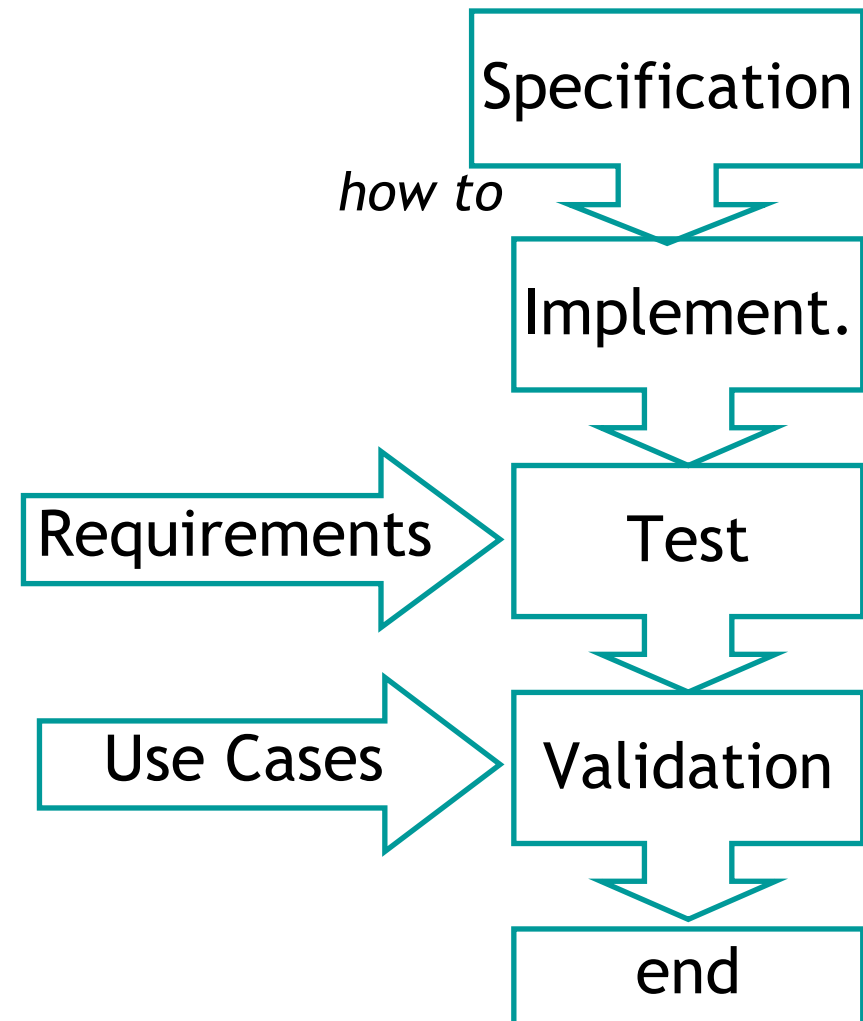 Specification
how to
Implement.
Requirements
Test
Use Cases
Validation
end